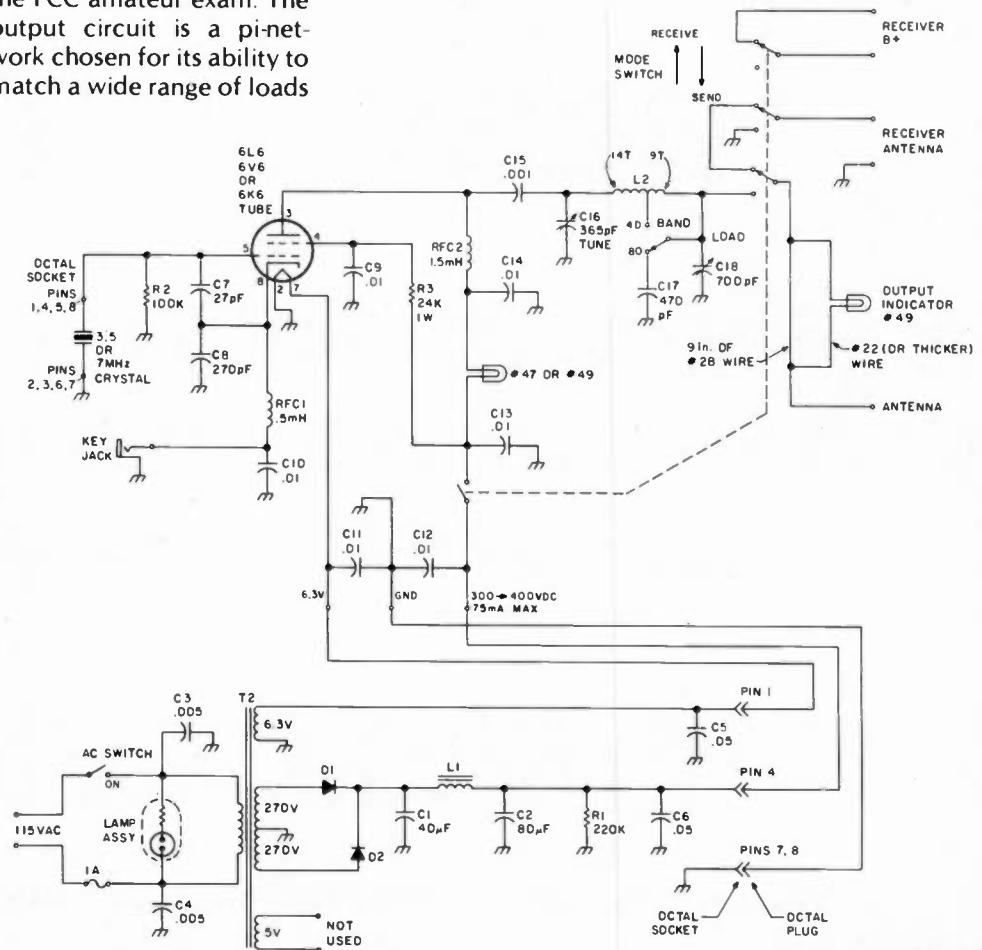 he FCC amateur exam. The
output circuit is a pi-net-
work chosen for its ability to
match a wide range of loads
RECEIVE
MODE
SWITCH
SEND
RECEIVER
B+
RECEIVER
ANTENNA
6L6
6V6
OR
6K6
TUBE
3
4
5
8
2
7
C15
.001
14T
9T
L2
C16
365pF
TUNE
40
BAND
80
LOAD
C17
470
pF
C18
700pF
RFC2
1.5mH
C14
.01
C9
.01
R3
24K
1W
OCTAL
SOCKET
PINS
1,4,5,8
R2
100K
C7
27pF
3.5
OR
7MHz
CRYSTAL
PINS
2,3,6,7
C8
270pF
RFC1
.5mH
KEY
JACK
C10
.01
#47 OR #49
C13
.01
OUTPUT
INDICATOR
#49
9In. OF
#28 WIRE
#22 (OR THICKER)
WIRE
ANTENNA
C11
.01
C12
.01
6.3V
GND
300→400VDC
75mA MAX
C3
.005
T2
6.3V
PIN 1
C5
.05
AC SWITCH
ON
D1
L1
PIN 4
115VAC
LAMP
ASSY
270V
270V
C1
40µF
C2
80µF
R1
220K
C6
.05
D2
1A
PINS 7, 8
C4
.005
5V
NOT
USED
OCTAL
SOCKET
OCTAL
PLUG